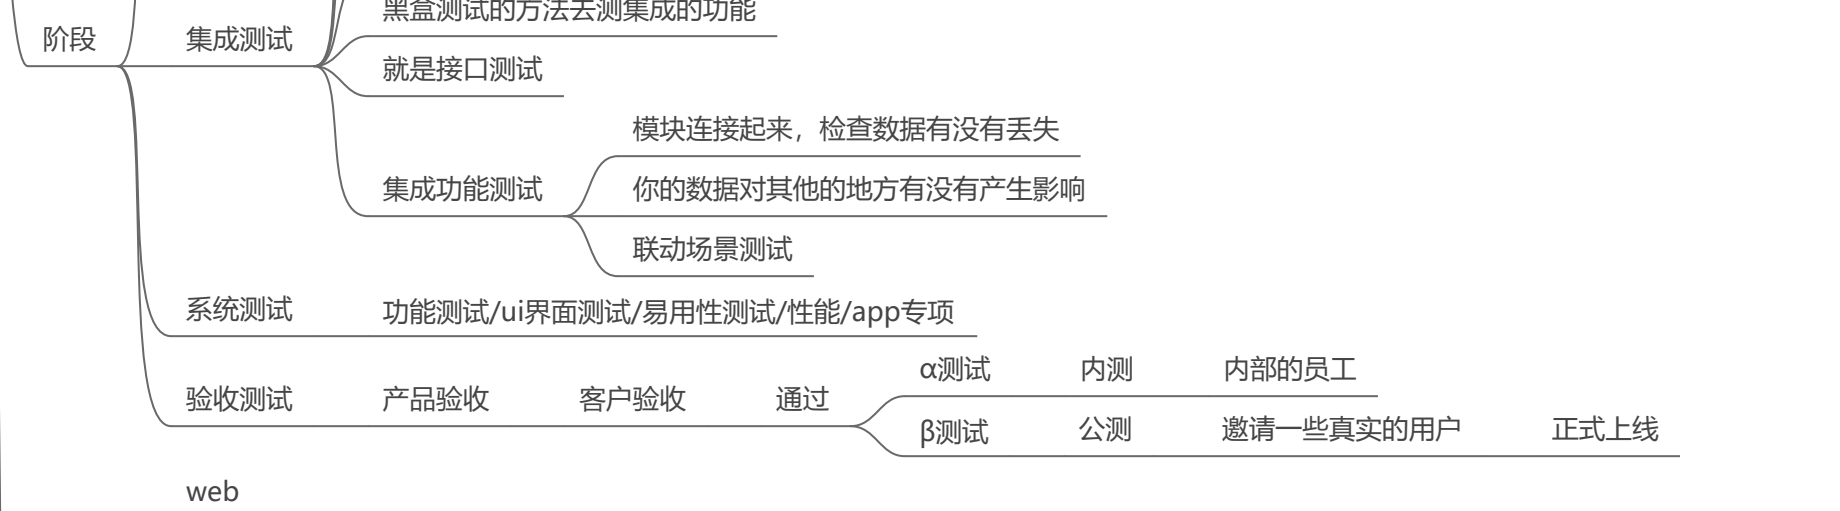 黑盒测试的方法去测集成的功能
阶段
集成测试
就是接口测试
模块连接起来，检查数据有没有丢失
集成功能测试
你的数据对其他的地方有没有产生影响
联动场景测试
系统测试
功能测试/ui界面测试/易用性测试/性能/app专项
α测试
内测
内部的员工
验收测试
产品验收
客户验收
通过
β测试
公测
邀请一些真实的用户
正式上线
web